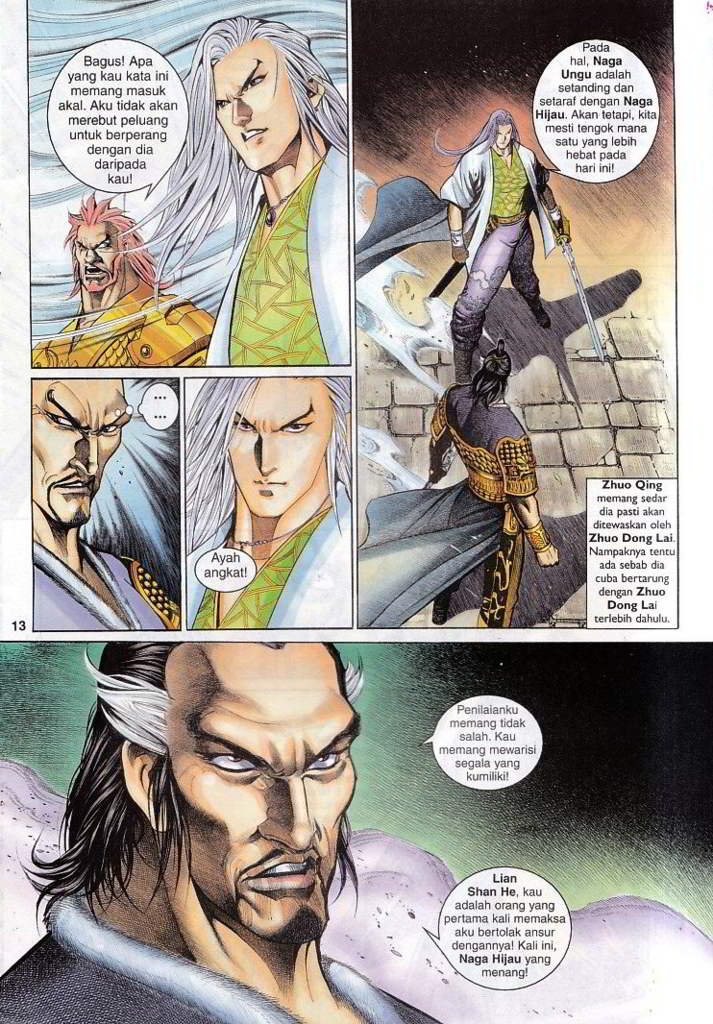 Bagus! Apa
yang kau kata ini
memang masuk
akal. Aku tidak akan
merebut peluang
untuk berperang
dengan dia
daripada
kau!
Pada
hal, Naga
Ungu adalah
setanding dan
setaraf dengan Naga
Hijau. Akan tetapi, kita
mesti tengok mana
satu yang lebih
hebat pada
hari ini!
...
...
Ayah
angkat!
Zhuo Qing
memang sedar
dia pasti akan
ditewaskan oleh
Zhuo Dong Lai.
Nampaknya tentu
ada sebab dia
cuba bertarung
dengan Zhuo
Dong Lai
terlebih dahulu.
13
Penilaianku
memang tidak
salah. Kau
memang mewarisi
segala yang
kumiliki!
Lian
Shan He, kau
adalah orang yang
pertama kali memaksa
aku bertolak ansur
dengannya! Kali ini,
Naga Hijau yang
menang!